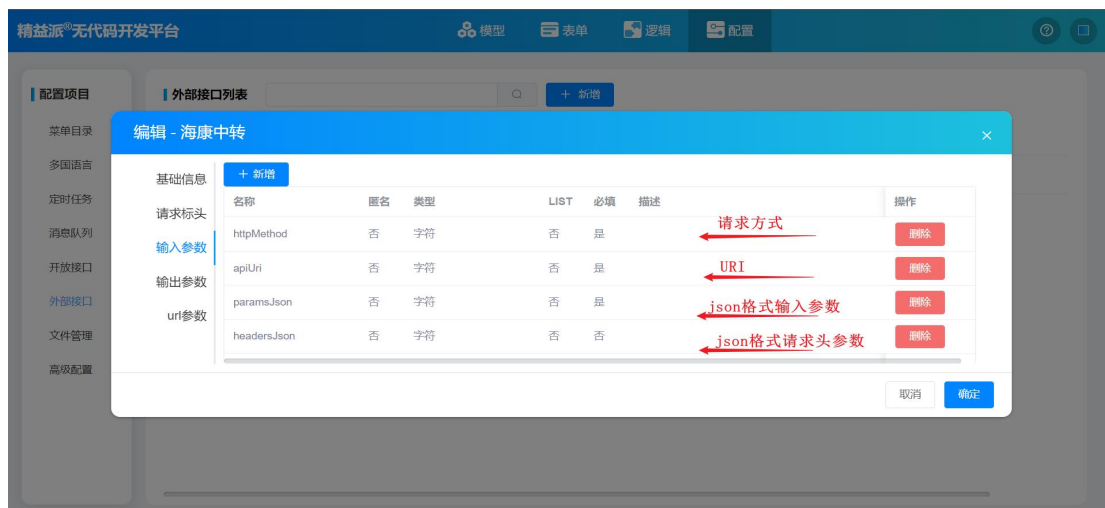 精益派®无代码开发平台
模型
表单
逻辑
配置
配置项目
外部接口列表
+ 新增
菜单目录
多国语言
定时任务
消息队列
开放接口
外部接口
文件管理
高级配置
编辑 - 海康中转
×
基础信息
请求标头
输入参数
输出参数
url参数
+ 新增
名称 匿名 类型 LIST 必填 描述 操作
httpMethod 否 字符 否 是 请求方式 删除
apiUri 否 字符 否 是 URI 删除
paramsJson 否 字符 否 是 json格式输入参数 删除
headersJson 否 字符 否 否 json格式请求头参数 删除
取消
确定